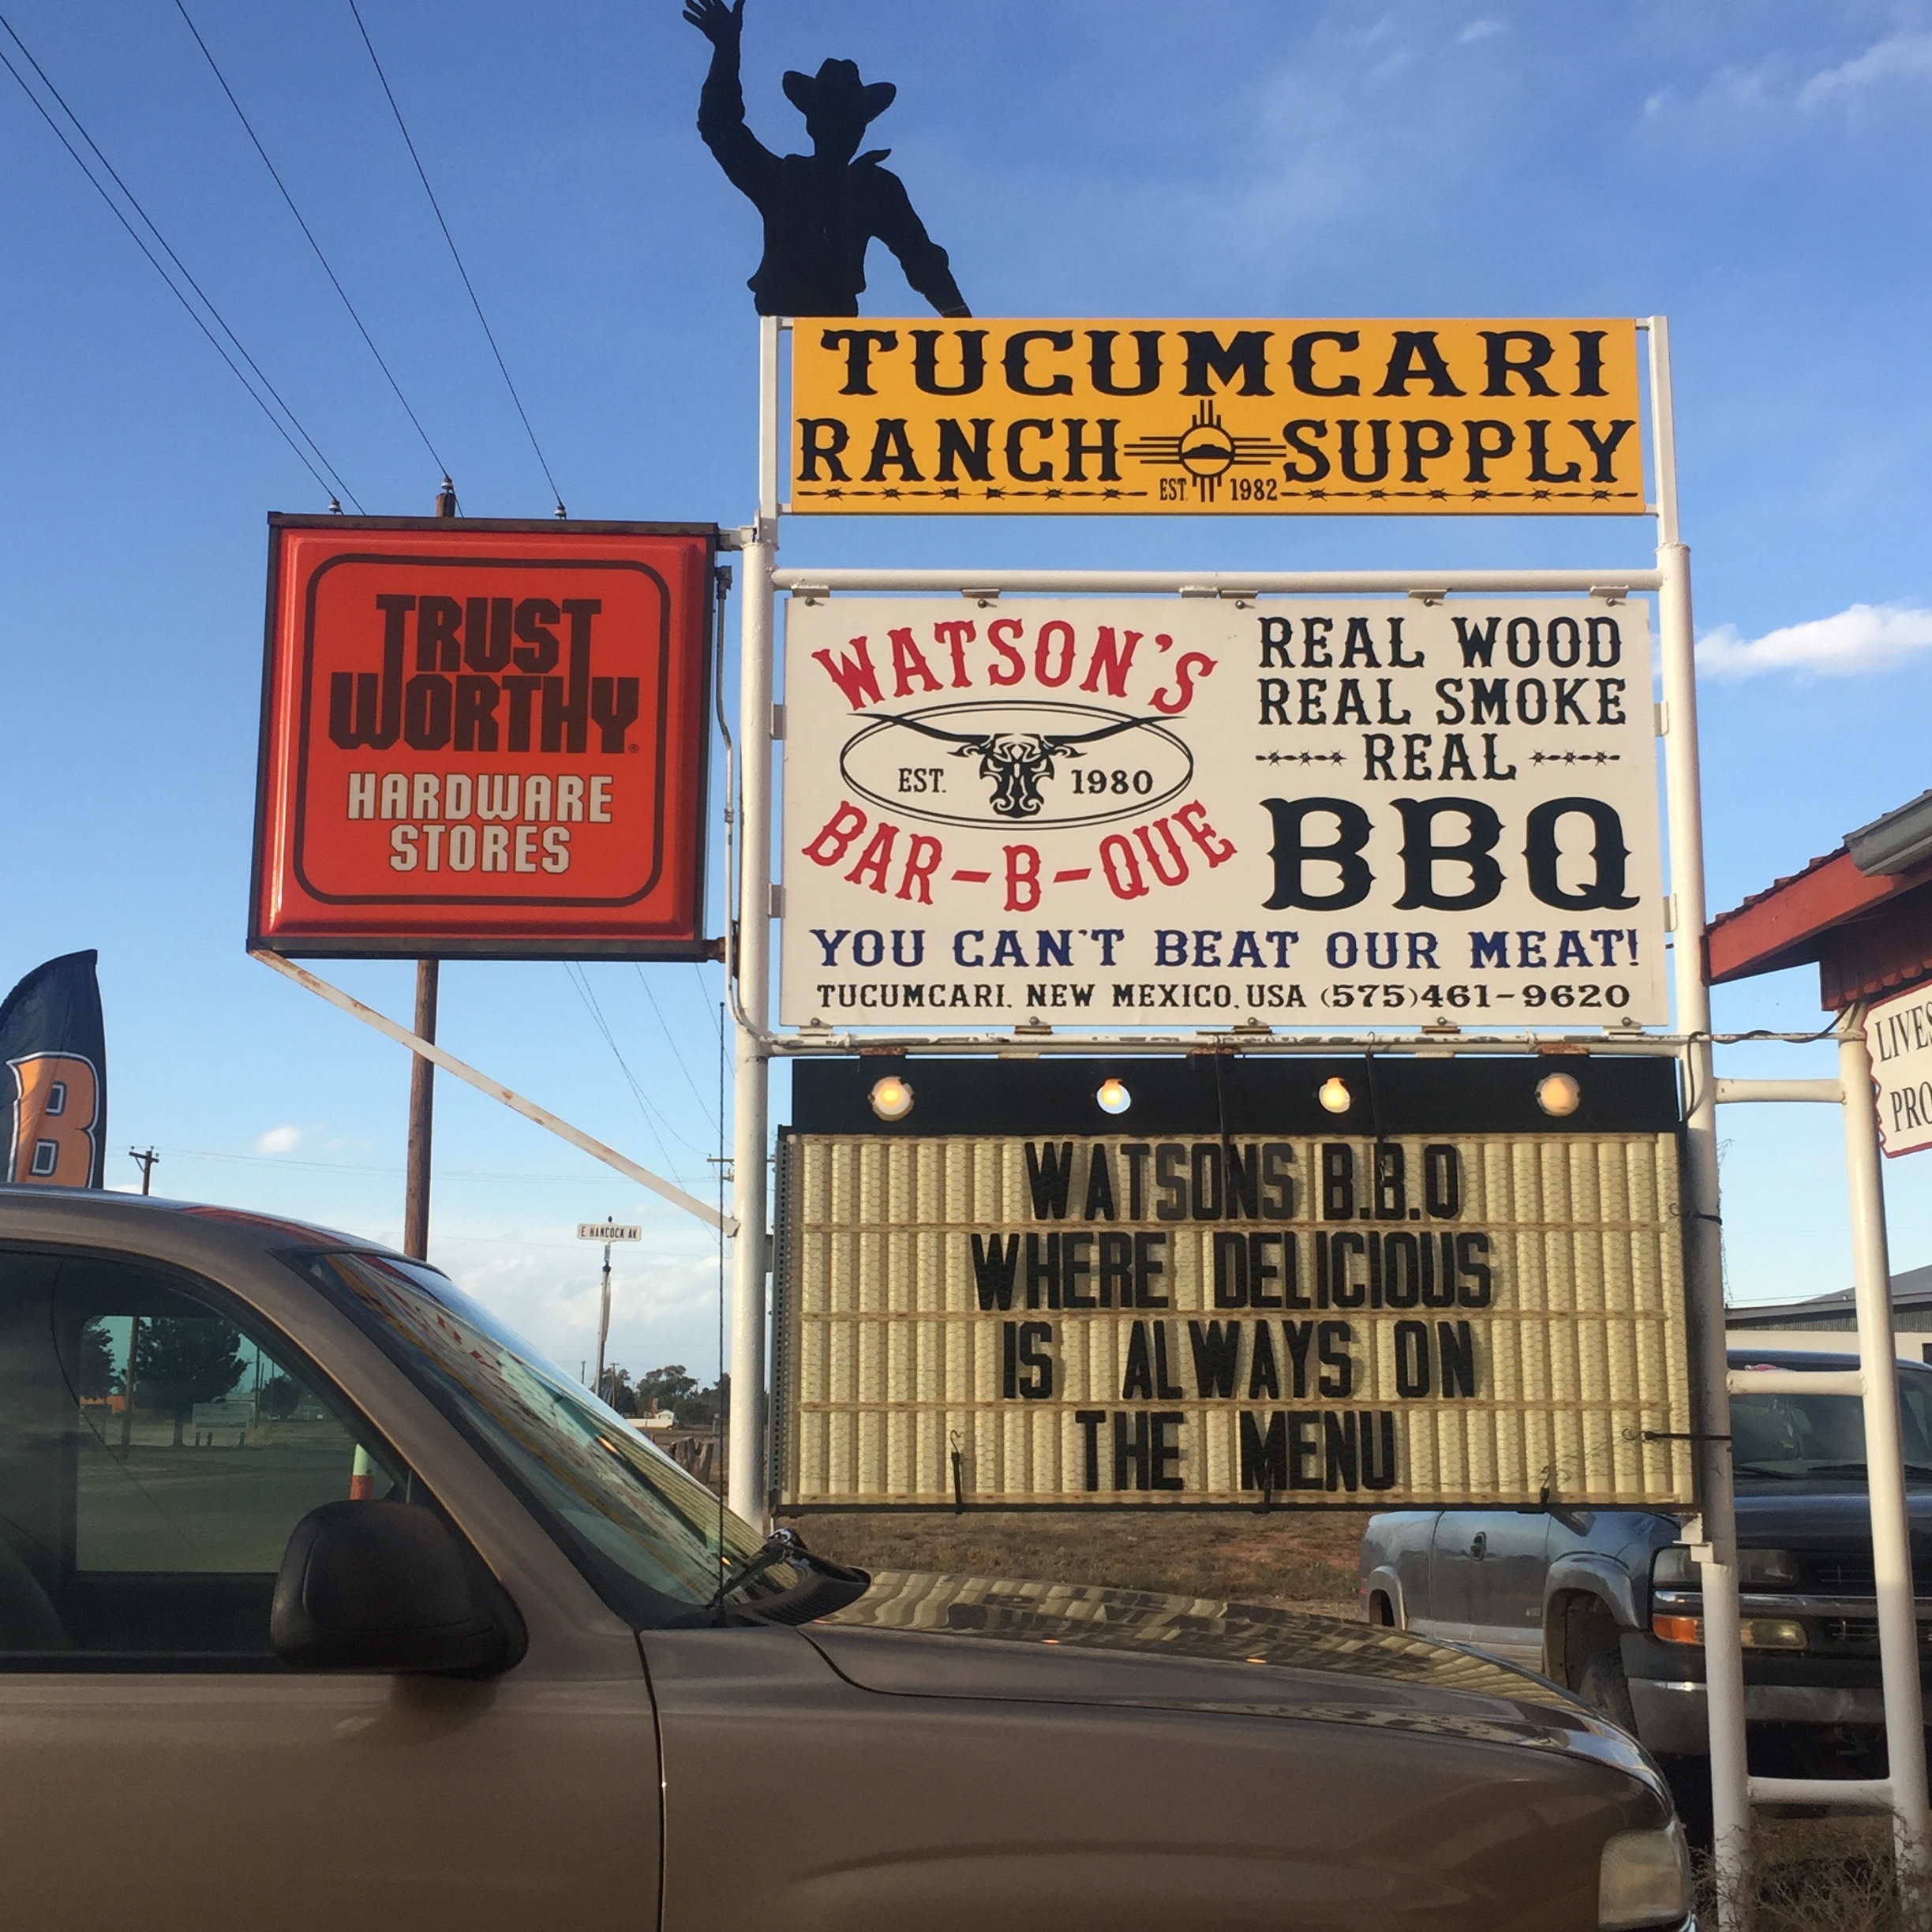 TUCUMCARI
RANCH SUPPLY
EST. 1982
TRUST
WORTHY®
HARDWARE
STORES
WATSON'S
EST. 1980
BAR-B-QUE
REAL WOOD
REAL SMOKE
REAL
BBQ
YOU CAN'T BEAT OUR MEAT!
TUCUMCARI, NEW MEXICO, USA (575)461-9620
WATSONS B.B.Q
WHERE DELICIOUS
IS ALWAYS ON
THE MENU
B
E. HANCOCK AV